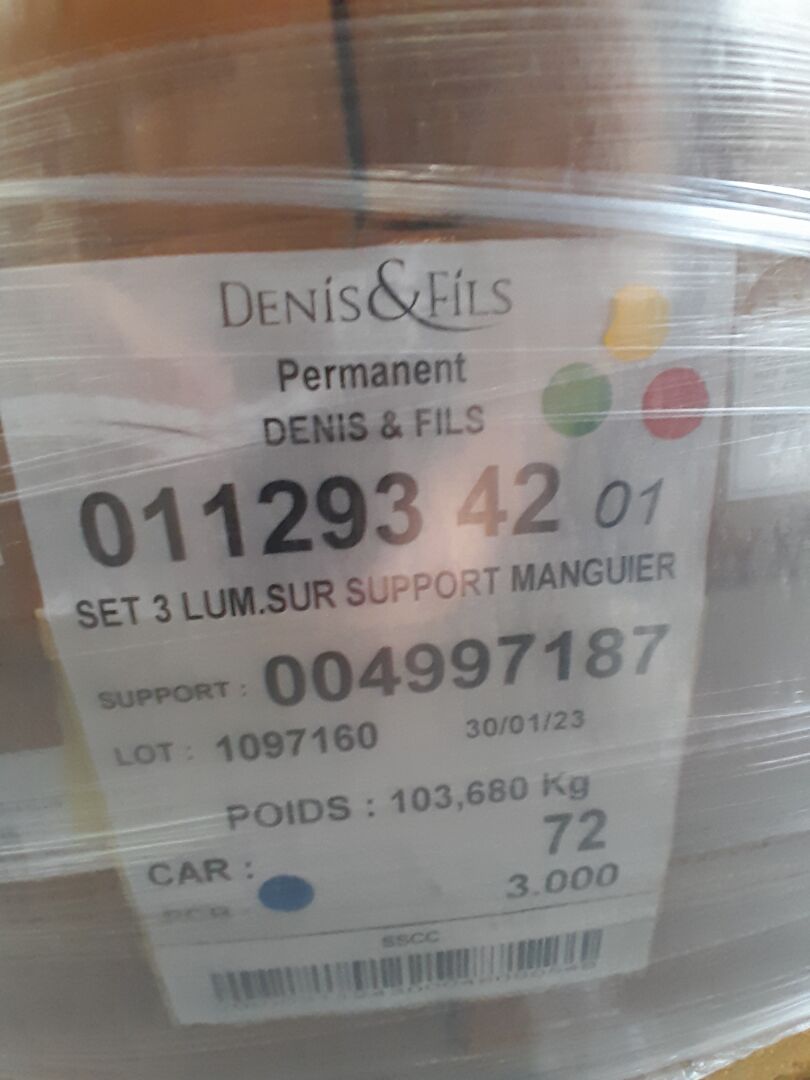 DENIS & FILS
Permanent
DENIS & FILS
011293 42 01
SET 3 LUM.SUR SUPPORT MANGUIER
SUPPORT : 004997187
LOT : 1097160 30/01/23
POIDS : 103,680 Kg
CAR : 72
3.000
SSCC